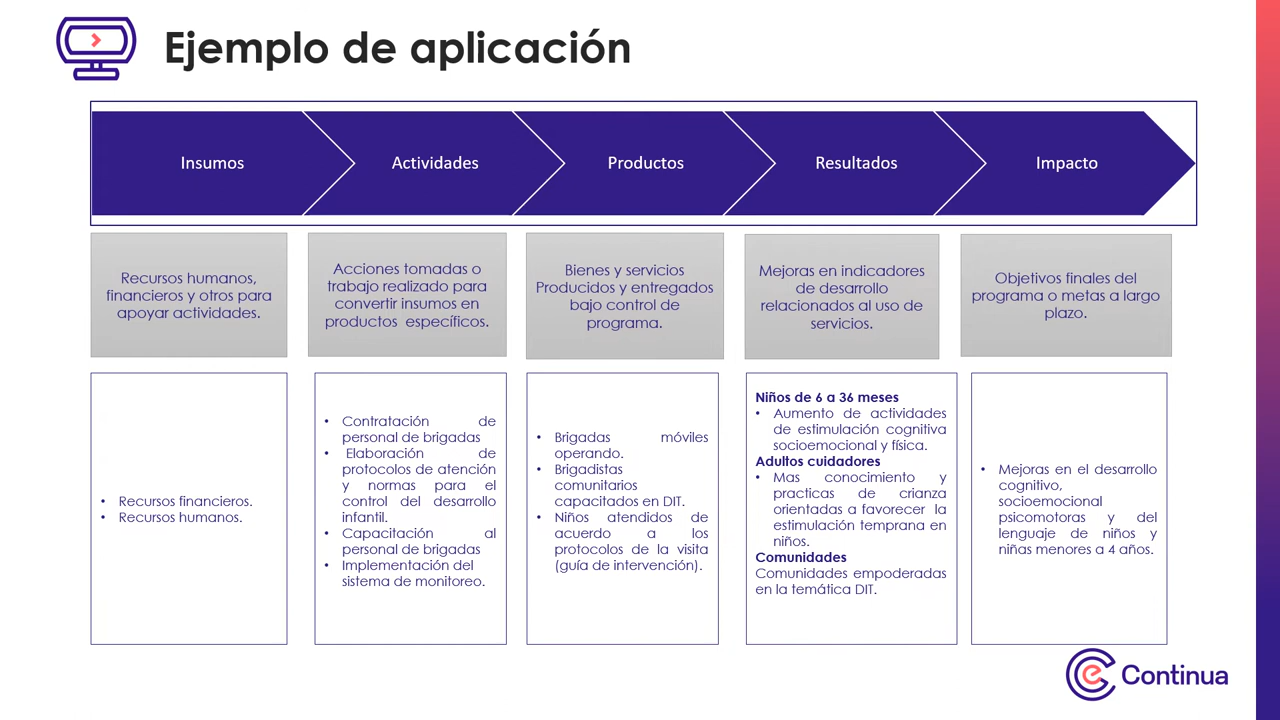 Ejemplo de aplicación
Insumos
Actividades
Productos
Resultados
Impacto
Recursos humanos,
financieros y otros para
apoyar actividades.
Acciones tomadas o
trabajo realizado para
convertir insumos en
productos específicos.
Bienes y servicios
Producidos y entregados
bajo control de
programa.
Mejoras en indicadores
de desarrollo
relacionados al uso de
servicios.
Objetivos finales del
programa o metas a largo
plazo.
• Recursos financieros.
• Recursos humanos.
• Contratación de
personal de brigadas
• Elaboración de
protocolos de atención
y normas para el
control del desarrollo
infantil.
• Capacitación al
personal de brigadas
• Implementación del
sistema de monitoreo.
• Brigadas móviles
operando.
• Brigadistas
comunitarios
capacitados en DIT.
• Niños atendidos de
acuerdo a los
protocolos de la visita
(guía de intervención).
Niños de 6 a 36 meses
• Aumento de actividades
de estimulación cognitiva
socioemocional y física.
Adultos cuidadores
• Mas conocimiento y
practicas de crianza
orientadas a favorecer la
estimulación temprana en
niños.
Comunidades
Comunidades empoderadas
en la temática DIT.
• Mejoras en el desarrollo
cognitivo,
socioemocional
psicomotoras y del
lenguaje de niños y
niñas menores a 4 años.
e Continua